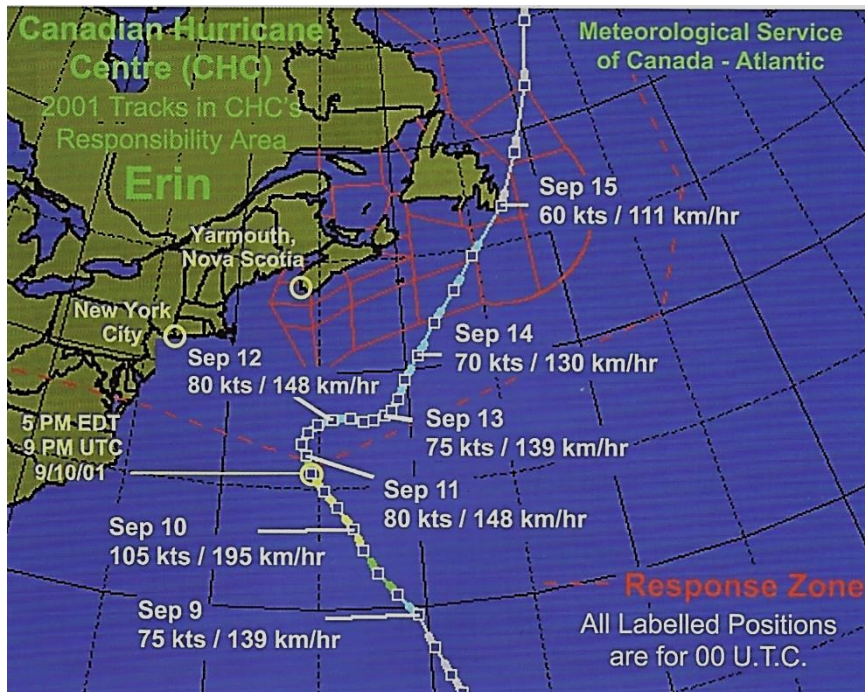 Canadian Hurricane
Centre (CHC)
2001 Tracks in CHC's
Responsibility Area
Erin
Meteorological Service
of Canada - Atlantic
Sep 15
60 kts / 111 km/hr
Yarmouth,
Nova Scotia
New York
City
Sep 14
70 kts / 130 km/hr
Sep 12
80 kts / 148 km/hr
Sep 13
75 kts / 139 km/hr
5 PM EDT
9 PM UTC
9/10/01
Sep 11
80 kts / 148 km/hr
Sep 10
105 kts / 195 km/hr
Sep 9
75 kts / 139 km/hr
Response Zone
All Labelled Positions
are for 00 U.T.C.